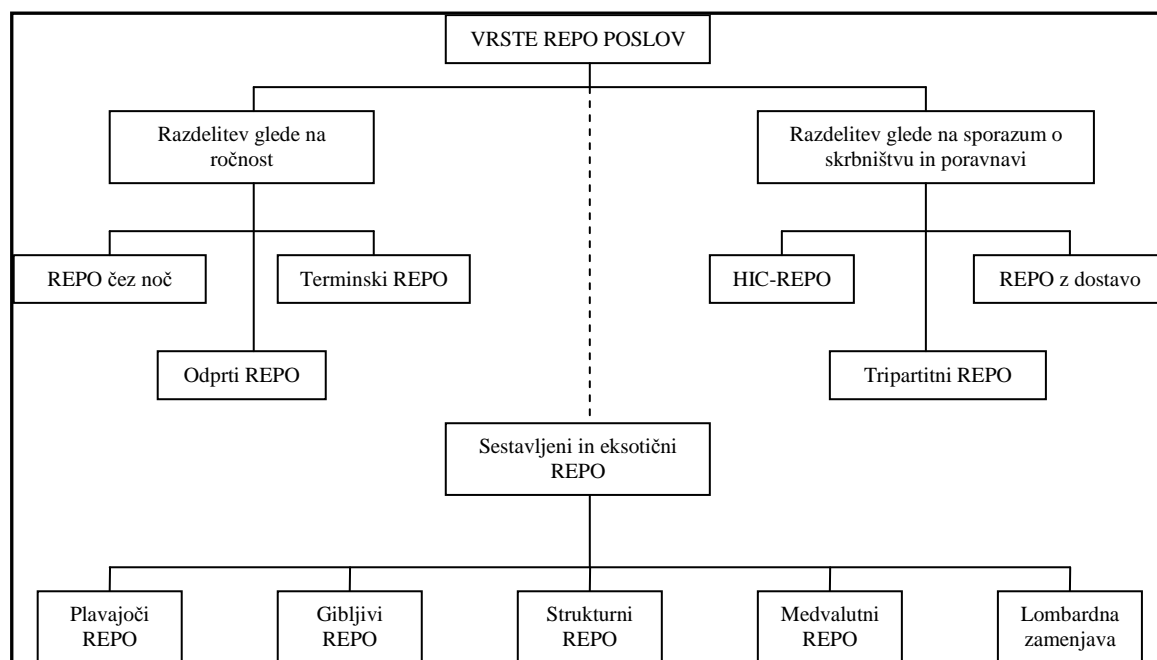 VRSTE REPO POSLOV
Razdelitev glede na
ročnost
Razdelitev glede na sporazum o
skrbništvu in poravnavi
REPO čez noč
Terminski REPO
HIC-REPO
REPO z dostavo
Odprti REPO
Tripartitni REPO
Sestavljeni in eksotični
REPO
Plavajoči
REPO
Gibljivi
REPO
Strukturni
REPO
Medvalutni
REPO
Lombardna
zamenjava